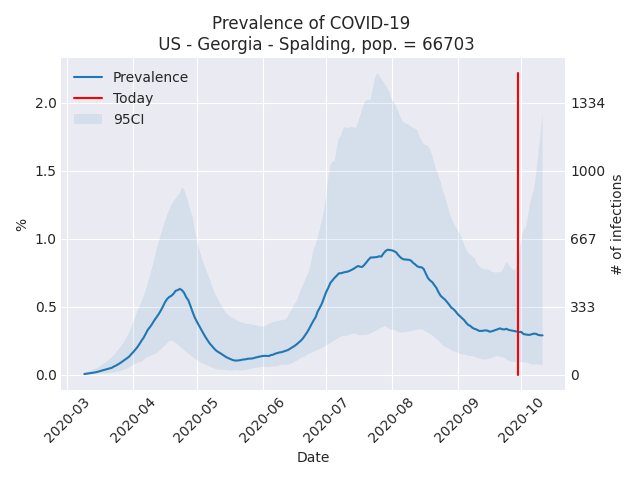 Prevalence of COVID-19
US - Georgia - Spalding, pop. = 66703
Prevalence
Today
95CI
2.0
1.5
1.0
0.5
0.0
%
1334
1000
667
333
0
# of infections
2020-03
2020-04
2020-05
2020-06
2020-07
2020-08
2020-09
2020-10
Date